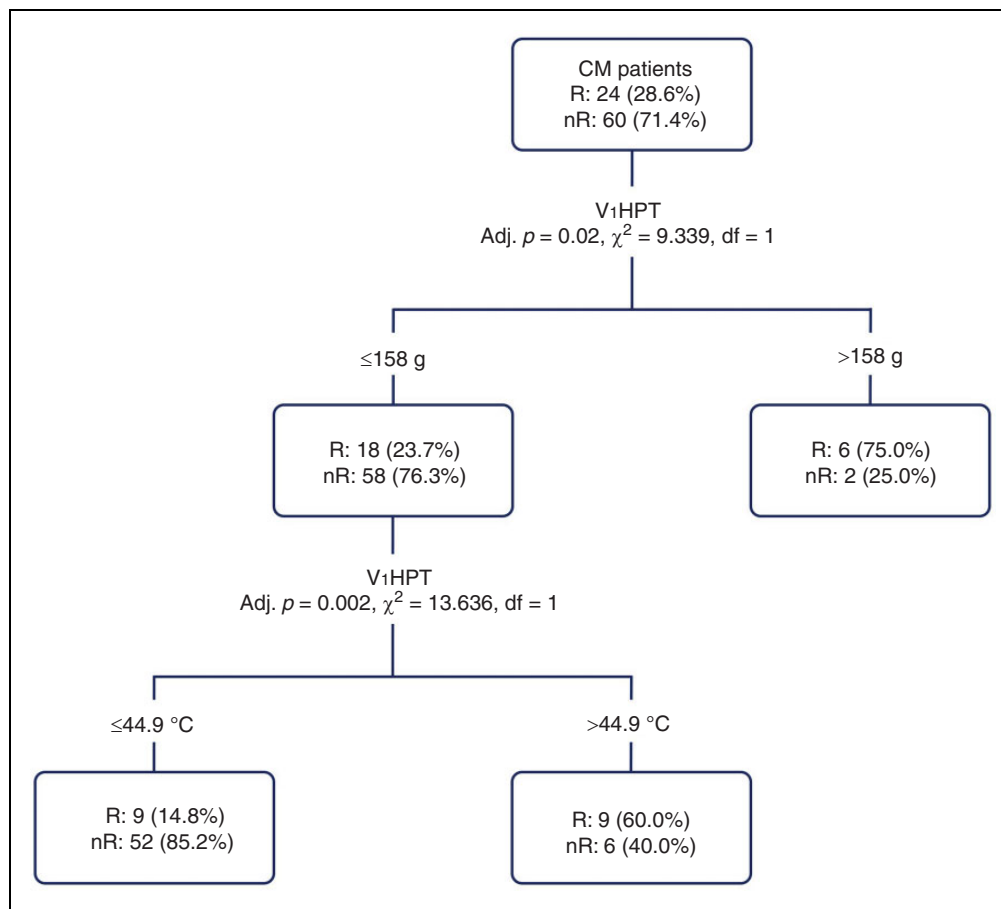 CM patients
R: 24 (28.6%)
nR: 60 (71.4%)
V1HPT
Adj. p = 0.02, χ² = 9.339, df = 1
≤158 g
>158 g
R: 18 (23.7%)
nR: 58 (76.3%)
R: 6 (75.0%)
nR: 2 (25.0%)
V1HPT
Adj. p = 0.002, χ² = 13.636, df = 1
≤44.9 °C
>44.9 °C
R: 9 (14.8%)
nR: 52 (85.2%)
R: 9 (60.0%)
nR: 6 (40.0%)